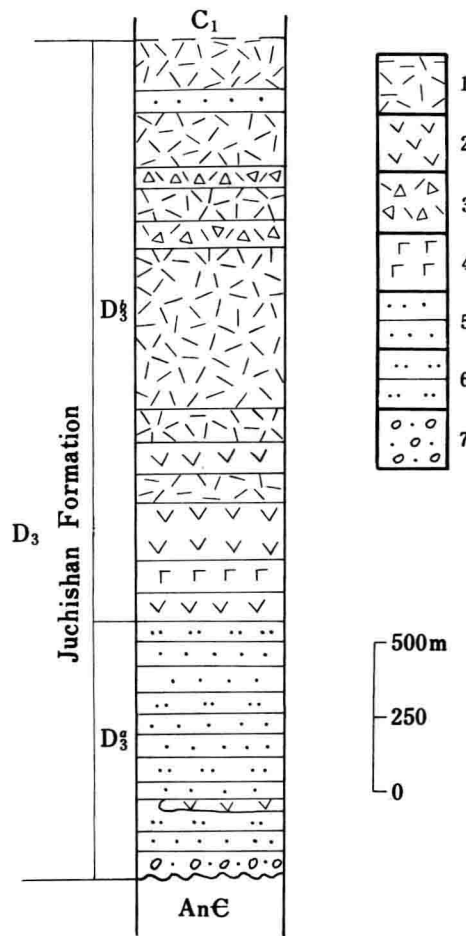 C₁
1
2
3
4
5
6
7
D₃ᵇ
Juchishan Formation
D₃
D₃ᵃ
500m
250
0
AnЄ